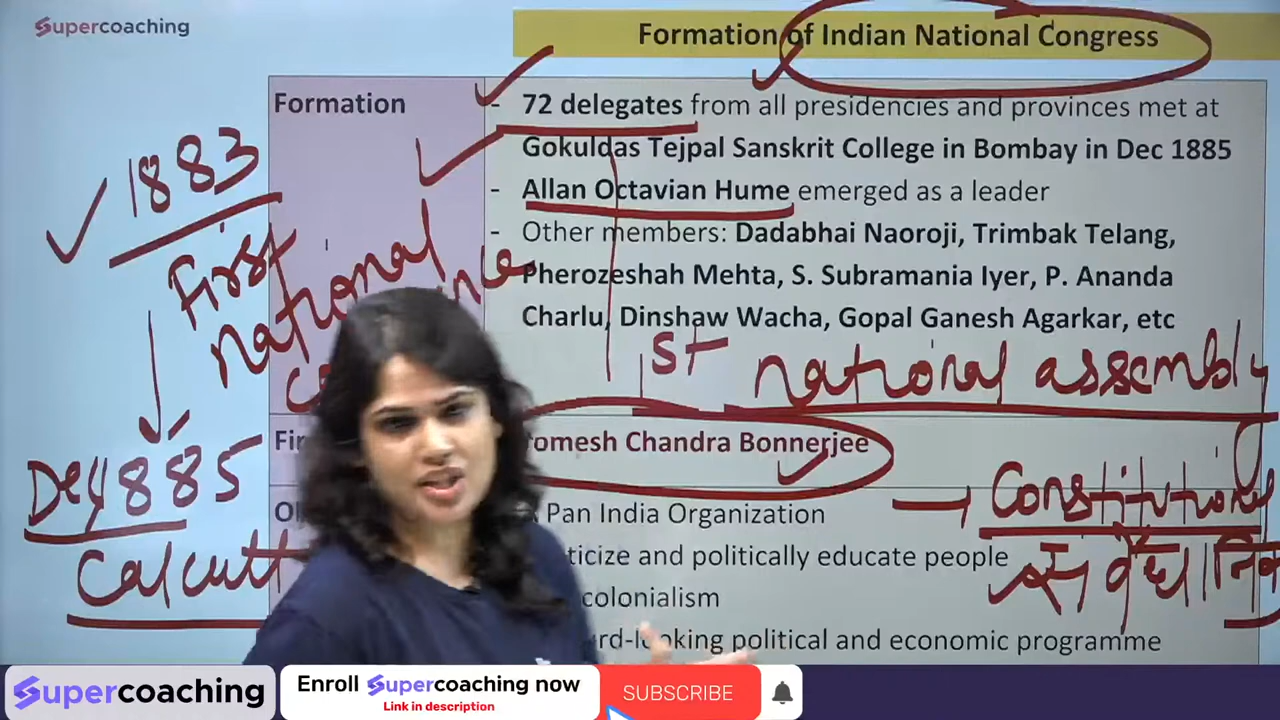 Supercoaching
Formation of Indian National Congress
Formation
- 72 delegates from all presidencies and provinces met at
Gokuldas Tejpal Sanskrit College in Bombay in Dec 1885
- Allan Octavian Hume emerged as a leader
- Other members: Dadabhai Naoroji, Trimbak Telang,
Pherozeshah Mehta, S. Subramania Iyer, P. Ananda
Charlu, Dinshaw Wacha, Gopal Ganesh Agarkar, etc
1883
First
national
1st national assembly
omesh Chandra Bonnerjee
Dec 1885
Calcutt
Pan India Organization
ticize and politically educate people
colonialism
rd-looking political and economic programme
Constitutional
Supercoaching
Enroll Supercoaching now
Link in description
SUBSCRIBE